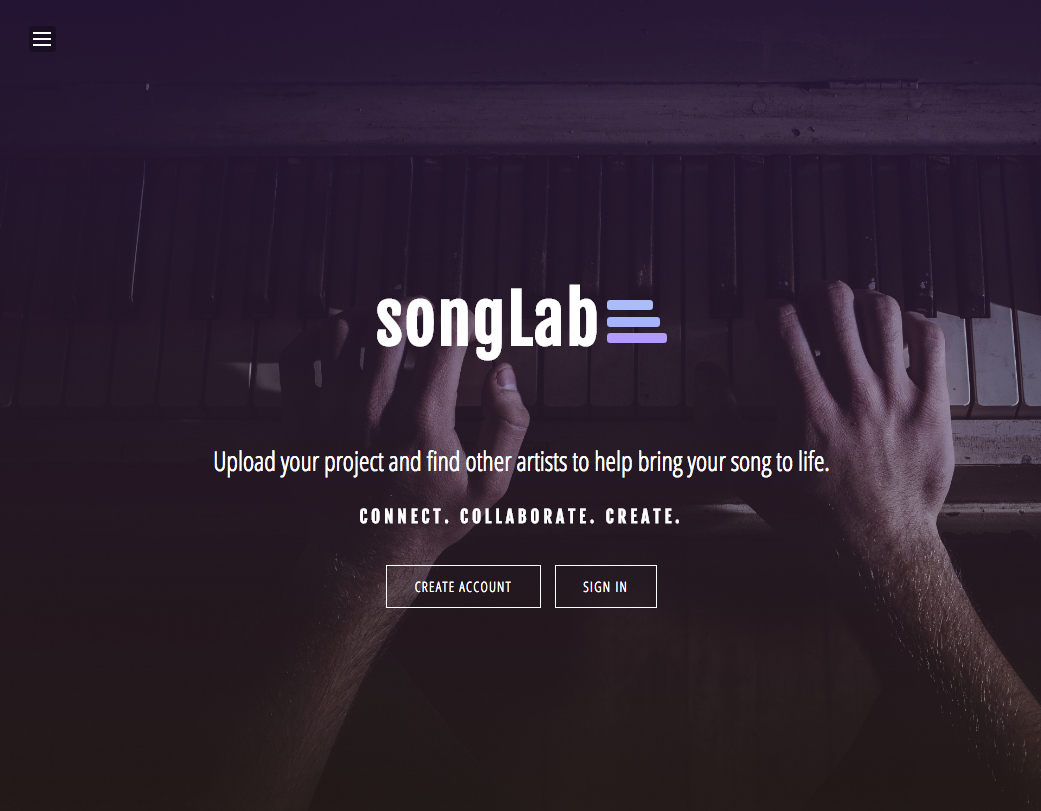 songLab
Upload your project and find other artists to help bring your song to life.
CONNECT. COLLABORATE. CREATE.
CREATE ACCOUNT
SIGN IN